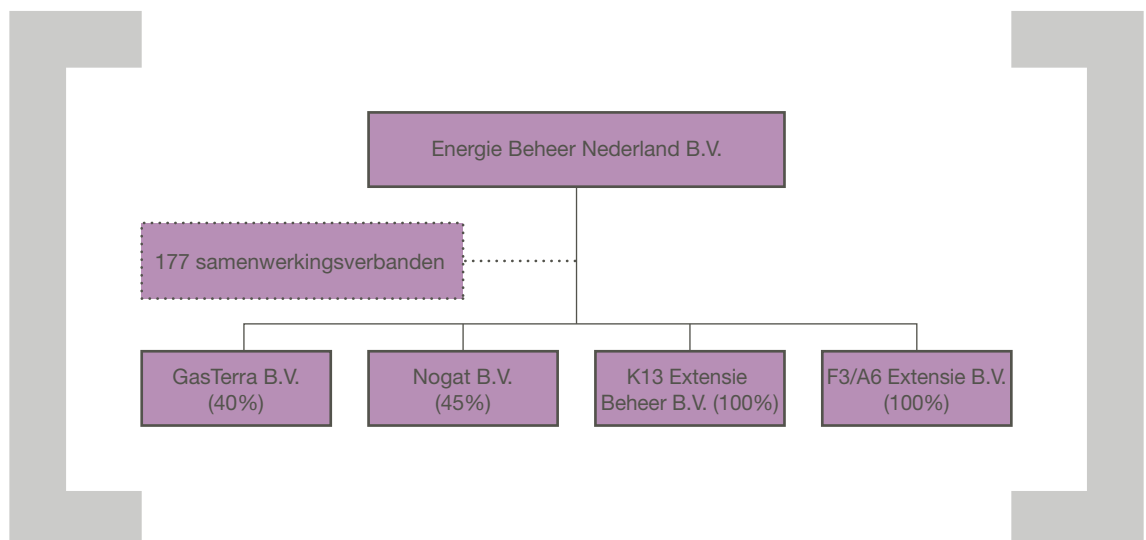 Energie Beheer Nederland B.V.
177 samenwerkingsverbanden
GasTerra B.V.
(40%)
Nogat B.V.
(45%)
K13 Extensie
Beheer B.V. (100%)
F3/A6 Extensie B.V.
(100%)